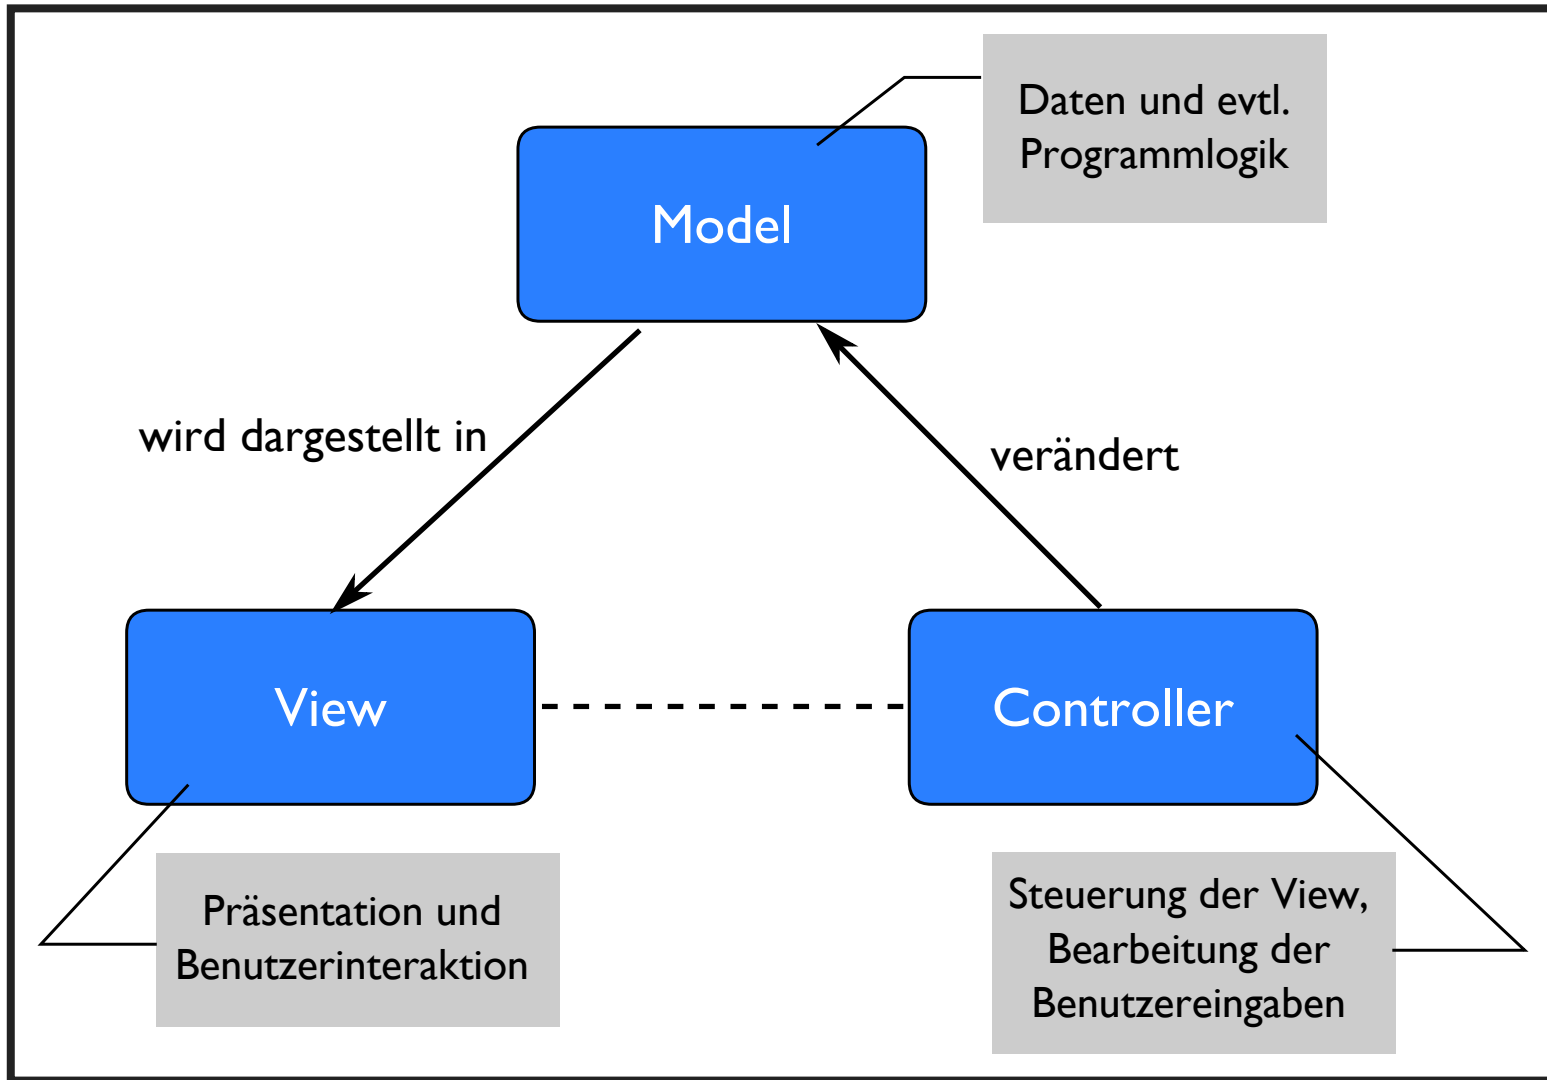 Daten und evtl.
Programmlogik
Model
wird dargestellt in
verändert
View
Controller
Präsentation und
Benutzerinteraktion
Steuerung der View,
Bearbeitung der
Benutzereingaben